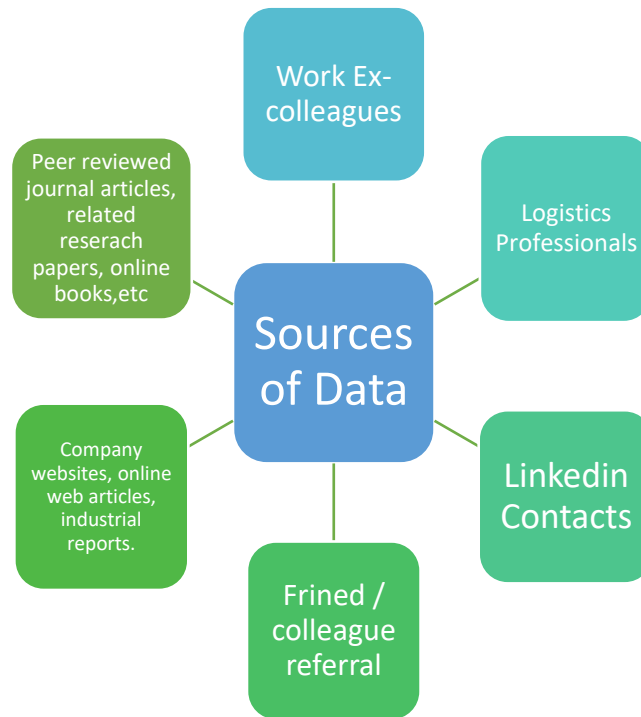 Work Ex-
colleagues
Peer reviewed
journal articles,
related
reserach
papers, online
books,etc
Logistics
Professionals
Sources
of Data
Company
websites, online
web articles,
industrial
reports.
Linkedin
Contacts
Frined /
colleague
referral